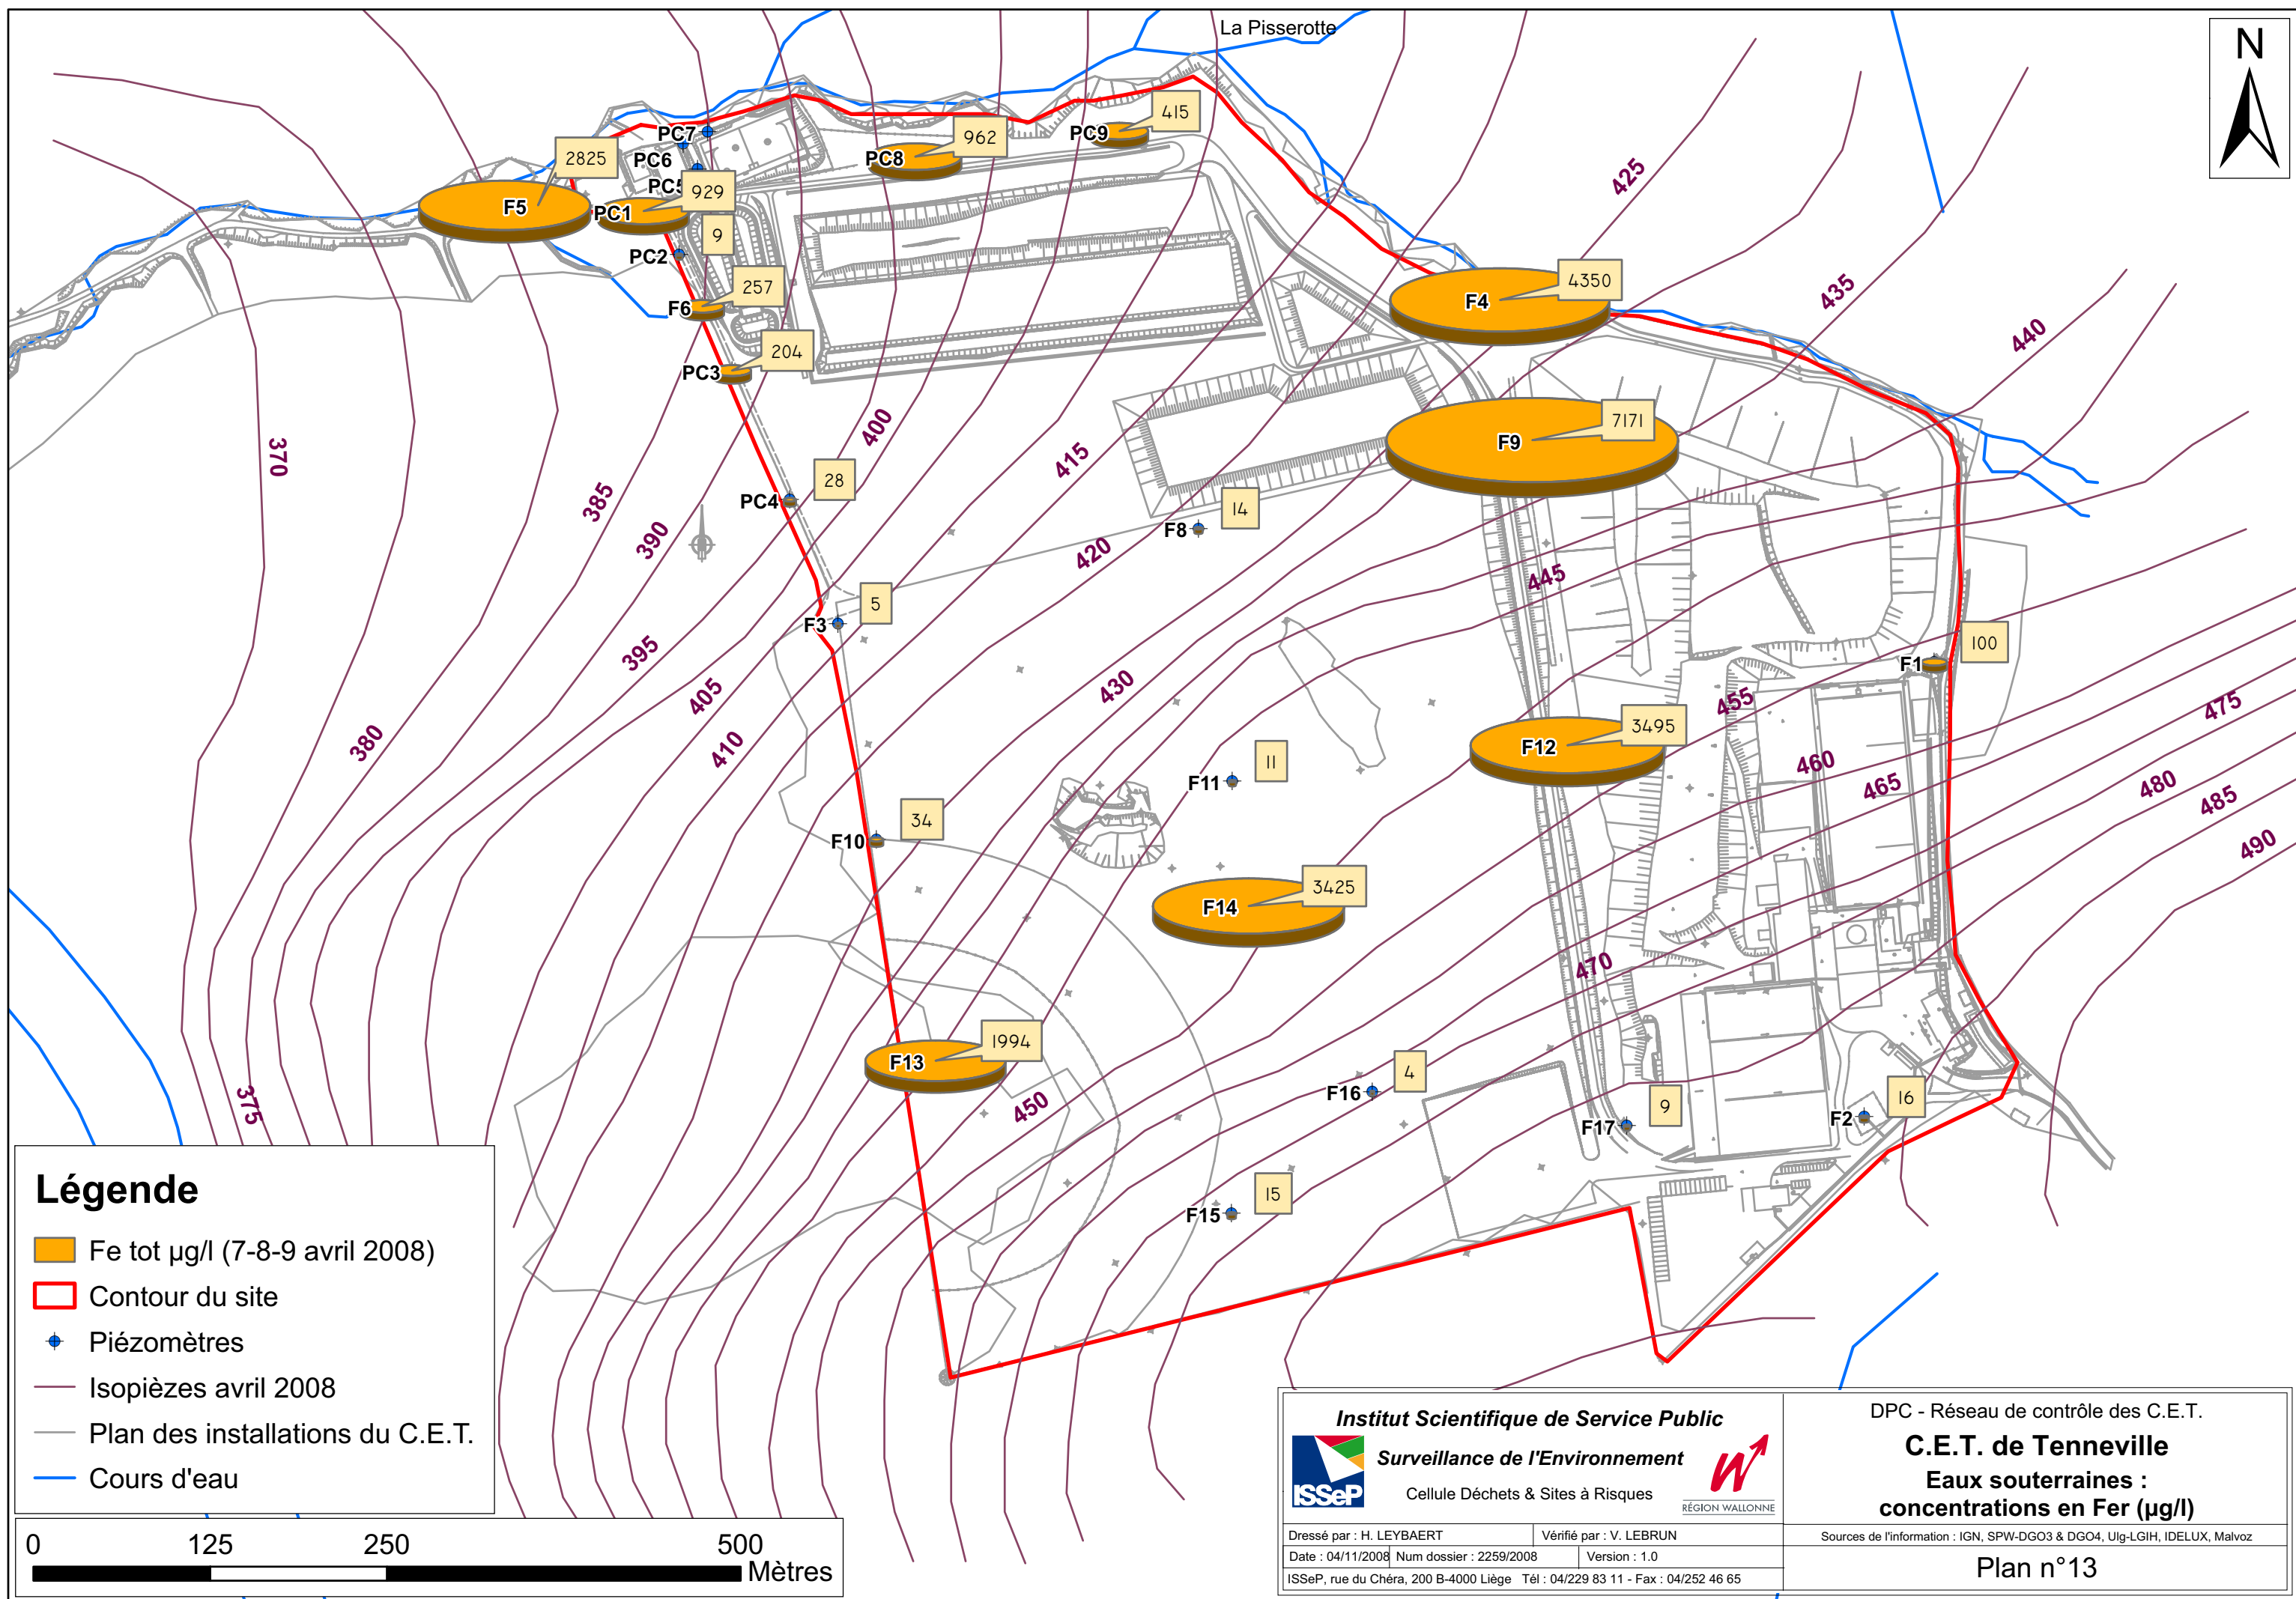 La Pisserotte
N
415
PC9
PC7
962
PC8
PC6
2825
PC5
929
F5
PC1
9
PC2
425
257
F6
4350
F4
435
440
204
PC3
7171
F9
400
415
370
28
PC4
385
14
F8
390
420
445
5
F3
395
100
F1
405
430
455
475
410
3495
F12
380
460
465
480
485
11
F11
34
F10
490
3425
F14
470
1994
F13
450
4
F16
9
F17
16
F2
375
15
F15
Légende
Fe tot µg/l (7-8-9 avril 2008)
Contour du site
Piézomètres
Isopièzes avril 2008
Plan des installations du C.E.T.
Cours d'eau
0 125 250 500
Mètres
Institut Scientifique de Service Public
Surveillance de l'Environnement
Cellule Déchets & Sites à Risques
ISSeP
RÉGION WALLONNE
Dressé par : H. LEYBAERT
Vérifié par : V. LEBRUN
Date : 04/11/2008
Num dossier : 2259/2008
Version : 1.0
ISSeP, rue du Chéra, 200 B-4000 Liège Tél : 04/229 83 11 - Fax : 04/252 46 65
DPC - Réseau de contrôle des C.E.T.
C.E.T. de Tenneville
Eaux souterraines :
concentrations en Fer (µg/l)
Sources de l'information : IGN, SPW-DGO3 & DGO4, Ulg-LGIH, IDELUX, Malvoz
Plan n°13